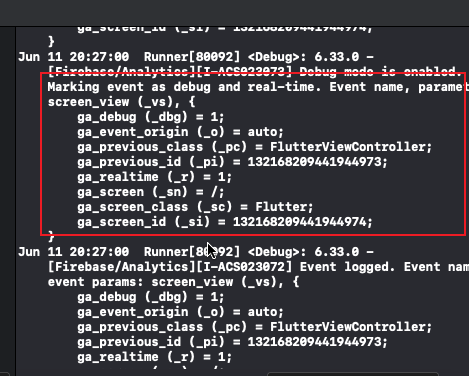 ga_screen_id (_si) = 132168209441944974;
}
Jun 11 20:27:00  Runner[80092] <Debug>: 6.33.0 -
[Firebase/Analytics][I-ACS023073] Debug mode is enabled.
Marking event as debug and real-time. Event name, paramet
screen_view (_vs), {
ga_debug (_dbg) = 1;
ga_event_origin (_o) = auto;
ga_previous_class (_pc) = FlutterViewController;
ga_previous_id (_pi) = 132168209441944973;
ga_realtime (_r) = 1;
ga_screen (_sn) = /;
ga_screen_class (_sc) = Flutter;
ga_screen_id (_si) = 132168209441944974;
}
Jun 11 20:27:00  Runner[80092] <Debug>: 6.33.0 -
[Firebase/Analytics][I-ACS023072] Event logged. Event nam
event params: screen_view (_vs), {
ga_debug (_dbg) = 1;
ga_event_origin (_o) = auto;
ga_previous_class (_pc) = FlutterViewController;
ga_previous_id (_pi) = 132168209441944973;
ga_realtime (_r) = 1;